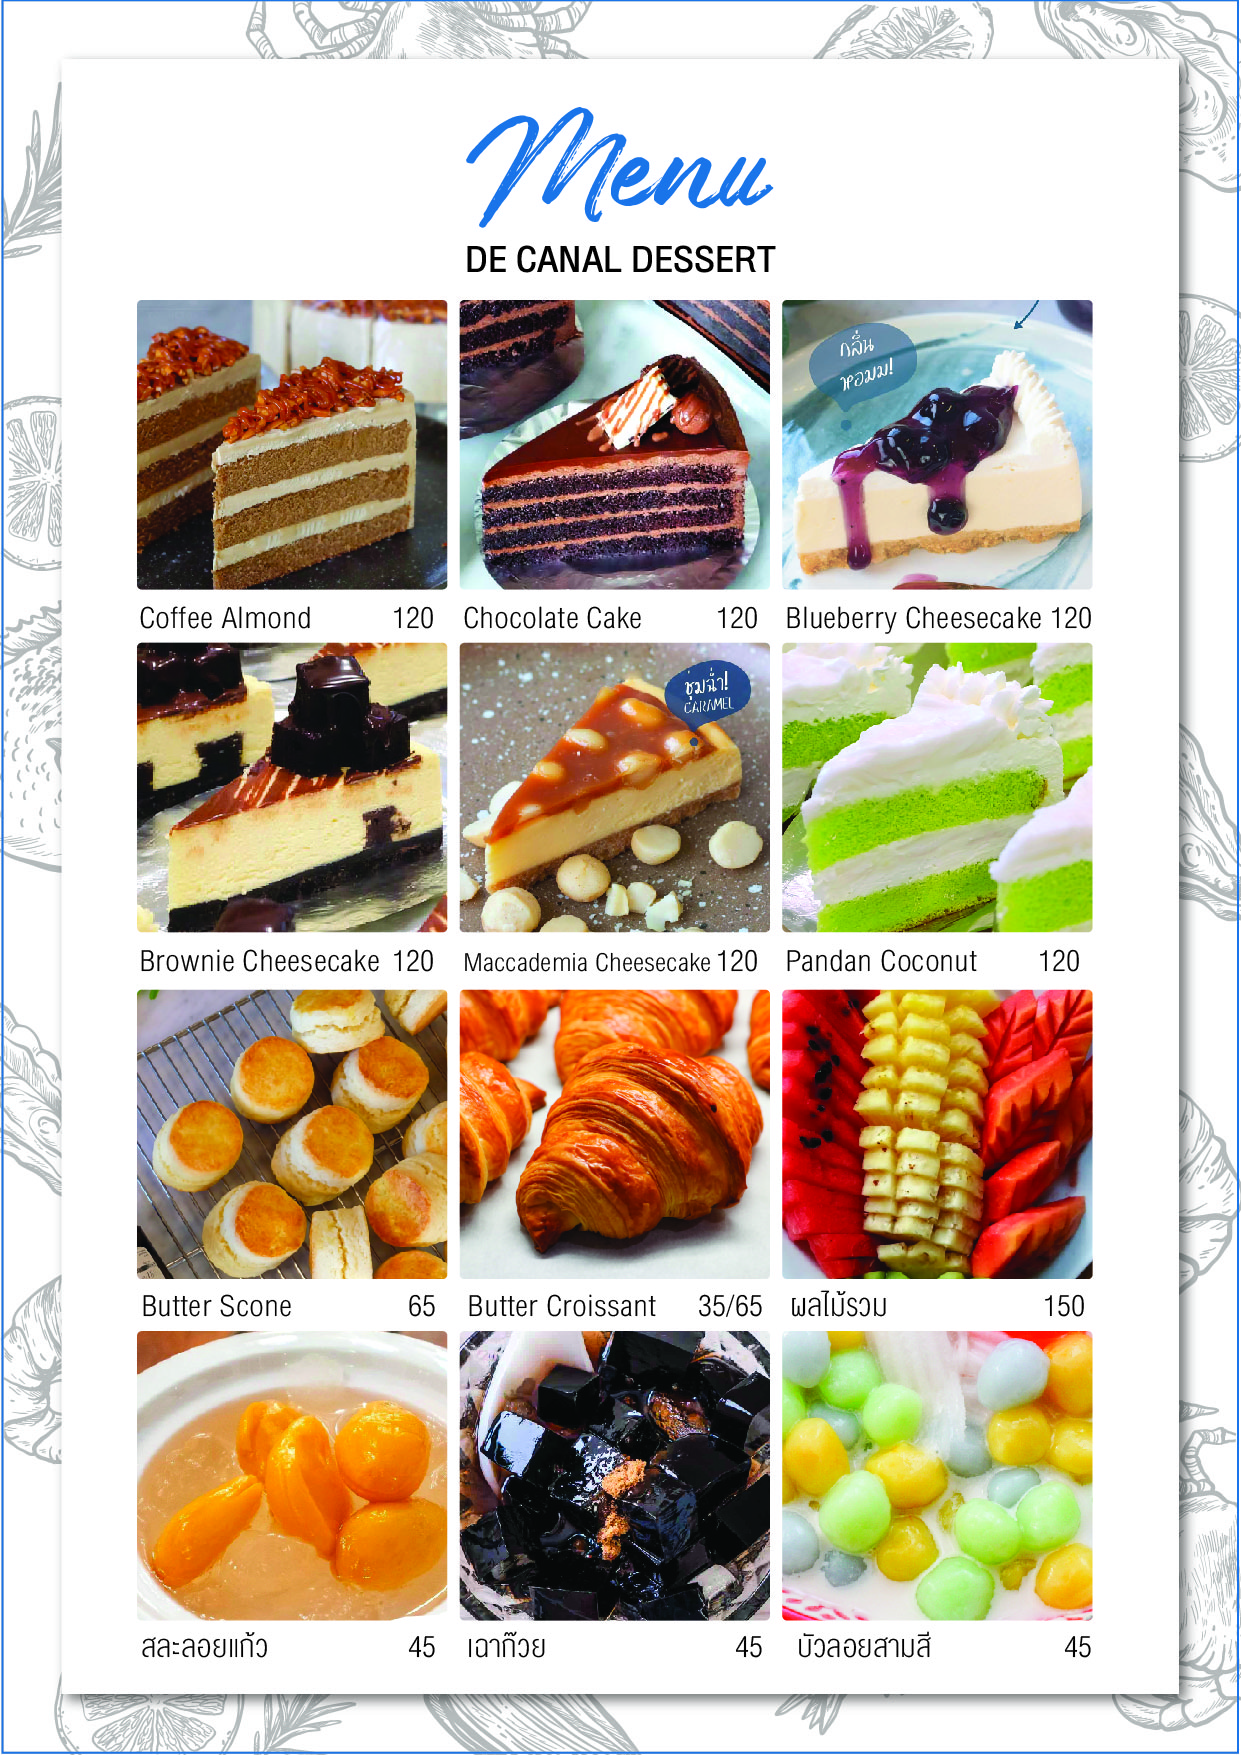 Menu
DE CANAL DESSERT
กลิ่น
หอมม!
Coffee Almond 120
Chocolate Cake 120
Blueberry Cheesecake 120
ชุ่มฉ่ำ!
CARAMEL
Brownie Cheesecake 120
Maccademia Cheesecake 120
Pandan Coconut 120
Butter Scone 65
Butter Croissant 35/65
ผลไม้รวม 150
สละลอยแก้ว 45
เฉาก๊วย 45
บัวลอยสามสี 45